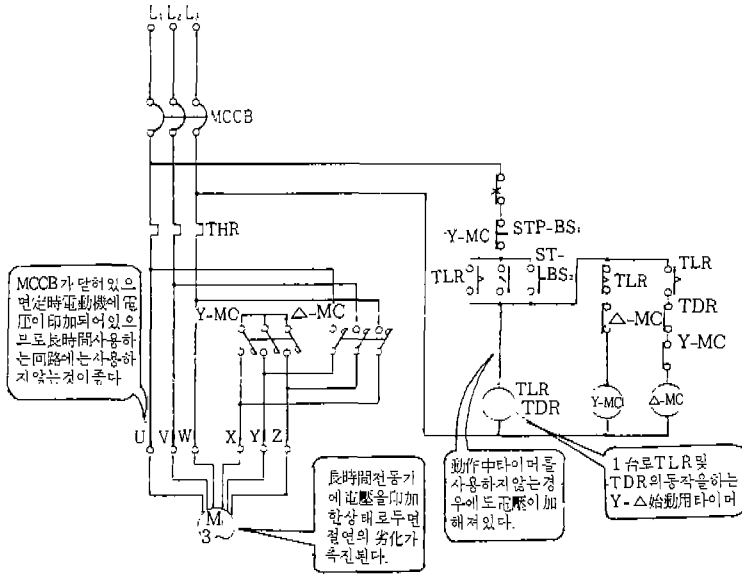 L₁ L₂ L₃
MCCB
THR
Y-MC
STP-BS₁
TLR
ST-
BS₂
TLR
TLR
TDR
△-MC
Y-MC
Y-MC
△-MC
TLR
TDR
Y-MC
△-MC
MCCB가 닫혀있으
면定時電動機에電
圧이印加되어있으
므로長時間사용하
는回路에는사용하
지않는것이좋다
U V W X Y Z
M
3~
長時間전동기
에電壓을印加
한상태로두면
절연의 劣化가
촉진된다.
動作中타이머를
사용하지않는경
우에도電壓이加
해져있다.
1台로TLR및
TDR의동작을하는
Y-△始動用타이머